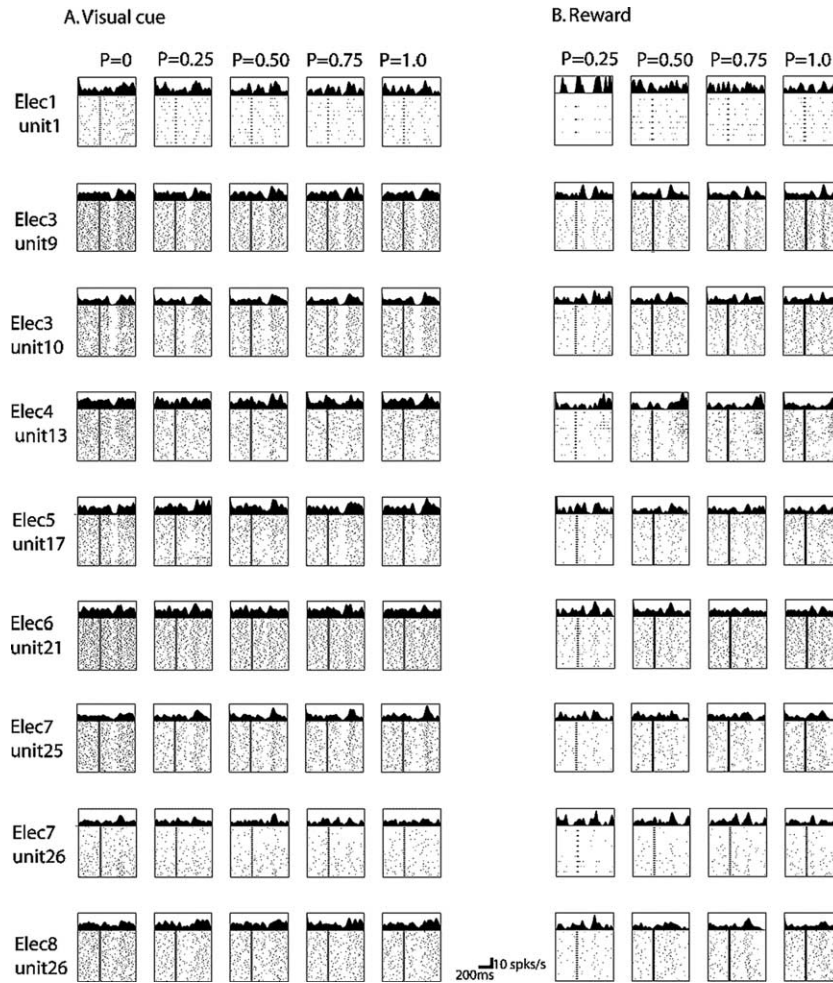 A. Visual cue
B. Reward
P=0 P=0.25 P=0.50 P=0.75 P=1.0
P=0.25 P=0.50 P=0.75 P=1.0
Elec1
unit1
Elec3
unit9
Elec3
unit10
Elec4
unit13
Elec5
unit17
Elec6
unit21
Elec7
unit25
Elec7
unit26
Elec8
unit26
10 spks/s
200ms